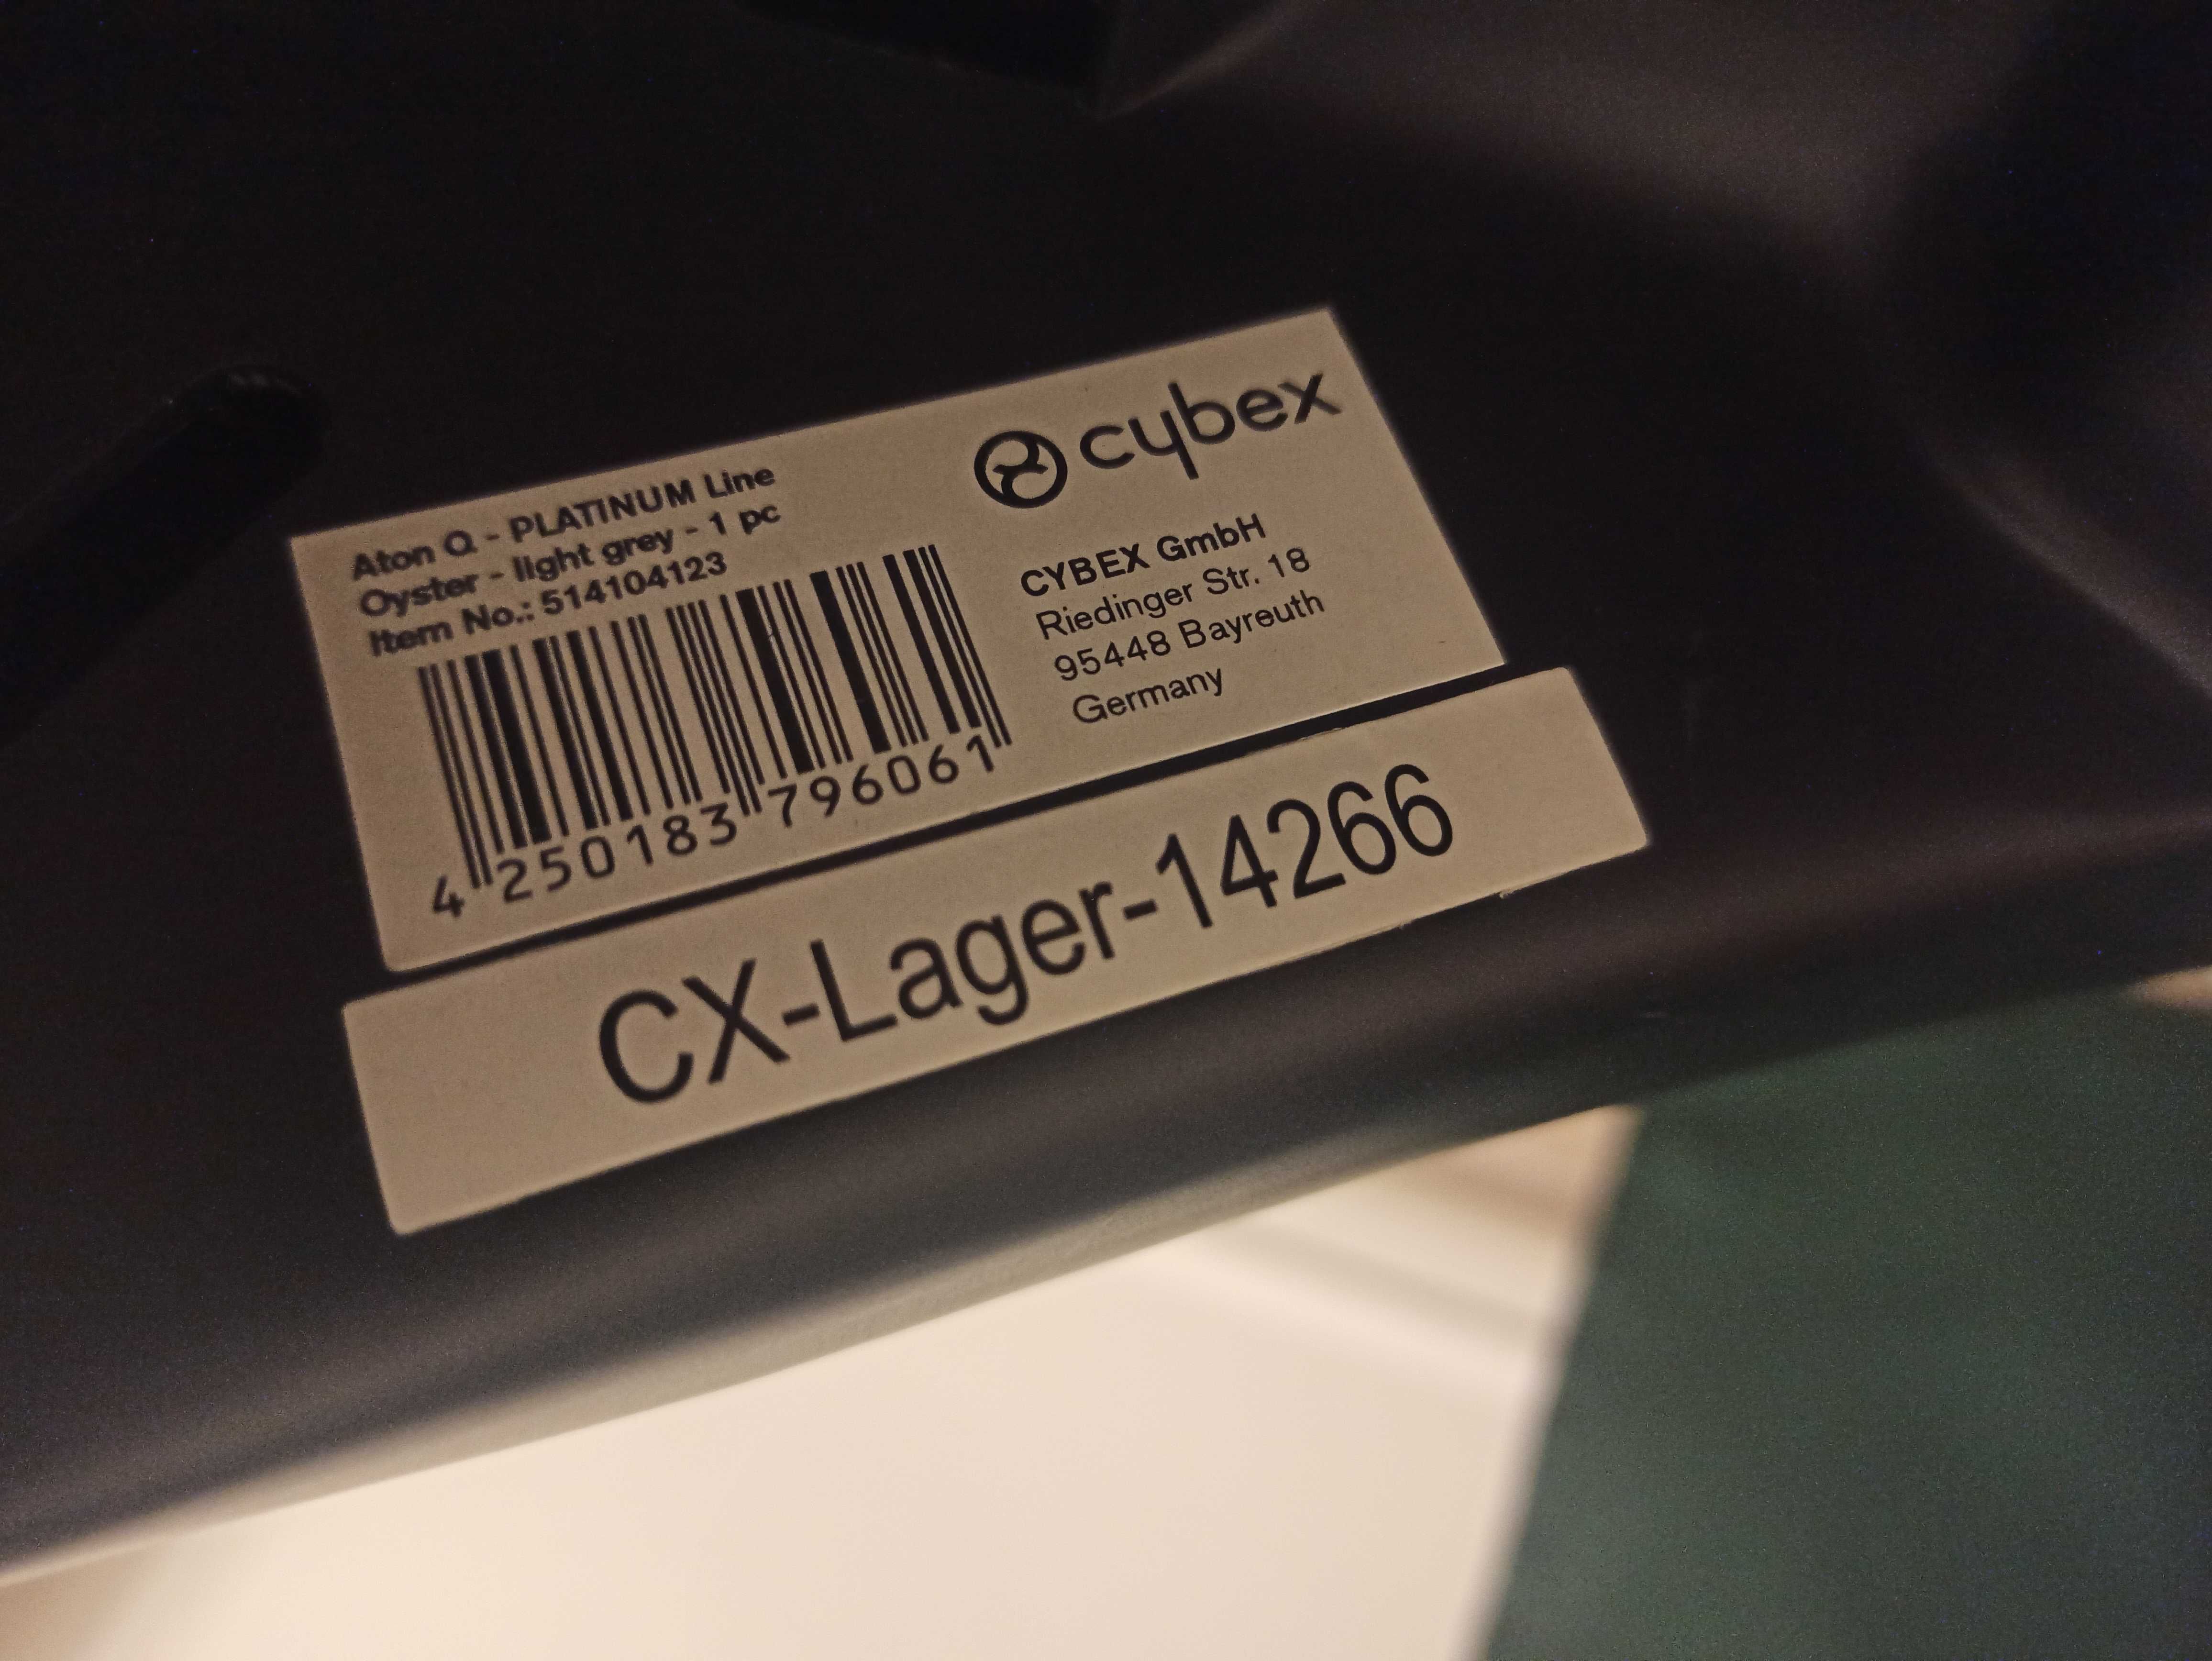 Aton Q - PLATINUM Line
Oyster - light grey - 1 pc
Item No.: 514104123
4 250183 796061
cybex
CYBEX GmbH
Riedinger Str. 18
95448 Bayreuth
Germany
CX-Lager-14266